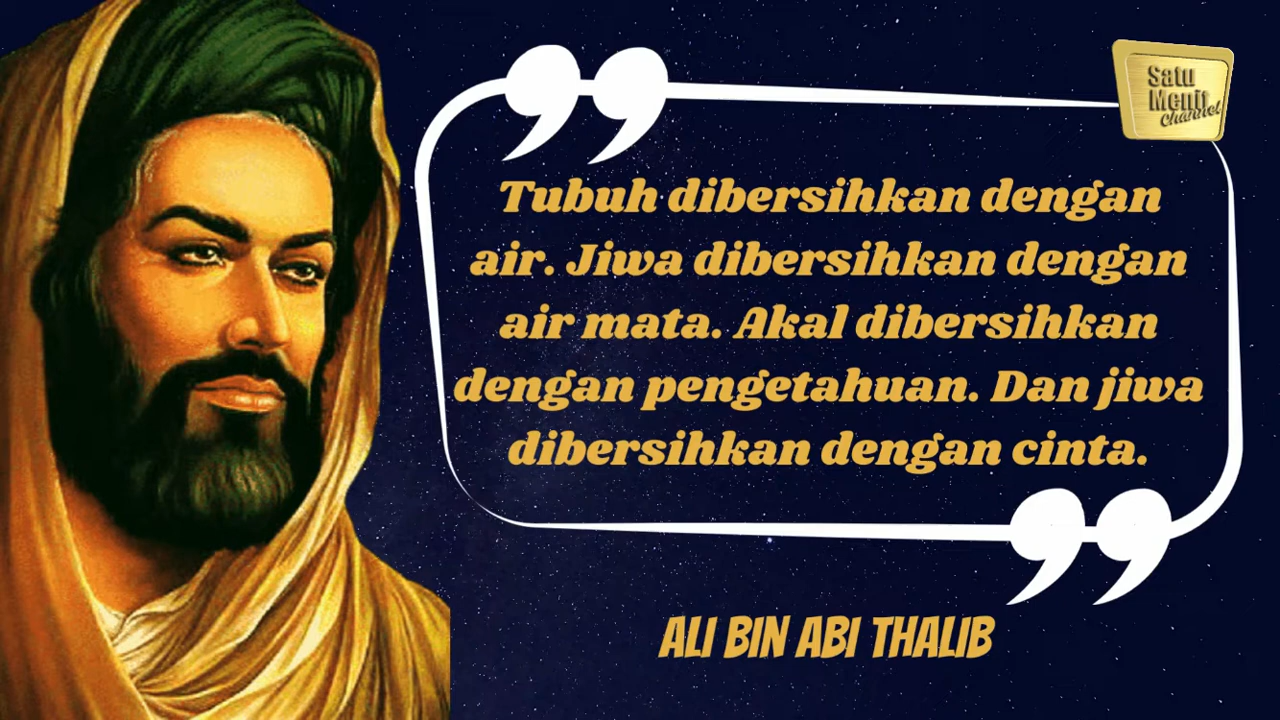 Satu
Menit
Channel
Tubuh dibersihkan dengan
air. Jiwa dibersihkan dengan
air mata. Akal dibersihkan
dengan pengetahuan. Dan jiwa
dibersihkan dengan cinta.
ALI BIN ABI THALIB